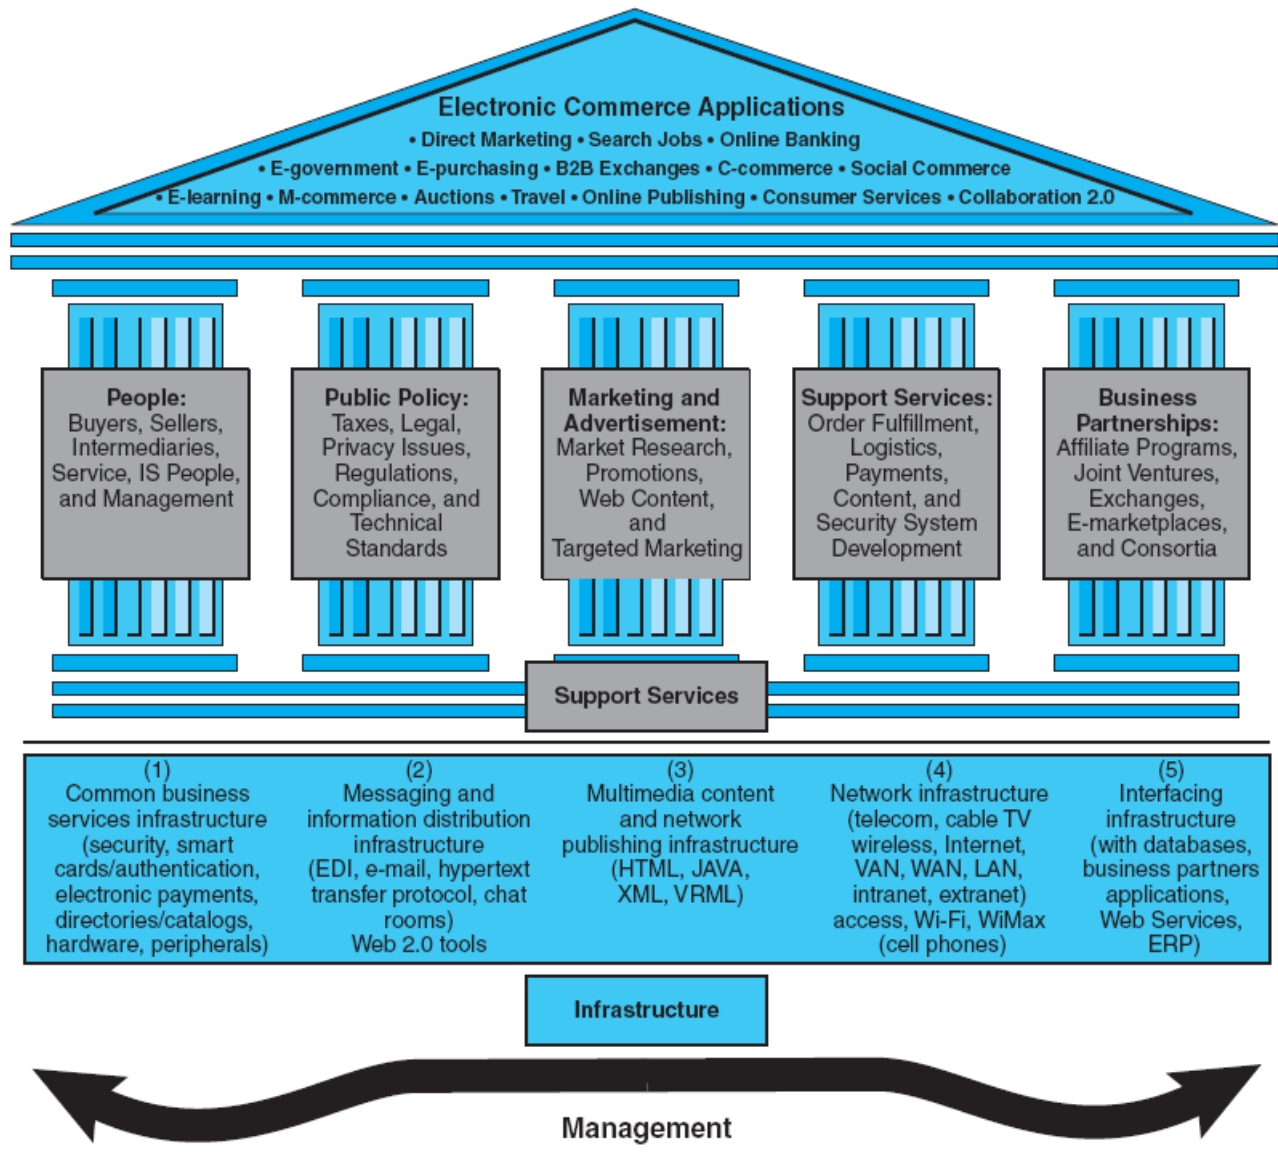 Electronic Commerce Applications
• Direct Marketing • Search Jobs • Online Banking
• E-government • E-purchasing • B2B Exchanges • C-commerce • Social Commerce
• E-learning • M-commerce • Auctions • Travel • Online Publishing • Consumer Services • Collaboration 2.0
People:
Buyers, Sellers,
Intermediaries,
Service, IS People,
and Management
Public Policy:
Taxes, Legal,
Privacy Issues,
Regulations,
Compliance, and
Technical
Standards
Marketing and
Advertisement:
Market Research,
Promotions,
Web Content,
and
Targeted Marketing
Support Services:
Order Fulfillment,
Logistics,
Payments,
Content, and
Security System
Development
Business
Partnerships:
Affiliate Programs,
Joint Ventures,
Exchanges,
E-marketplaces,
and Consortia
Support Services
(1)
Common business
services infrastructure
(security, smart
cards/authentication,
electronic payments,
directories/catalogs,
hardware, peripherals)
(2)
Messaging and
information distribution
infrastructure
(EDI, e-mail, hypertext
transfer protocol, chat
rooms)
Web 2.0 tools
(3)
Multimedia content
and network
publishing infrastructure
(HTML, JAVA,
XML, VRML)
(4)
Network infrastructure
(telecom, cable TV
wireless, Internet,
VAN, WAN, LAN,
intranet, extranet)
access, Wi-Fi, WiMax
(cell phones)
(5)
Interfacing
infrastructure
(with databases,
business partners
applications,
Web Services,
ERP)
Infrastructure
Management